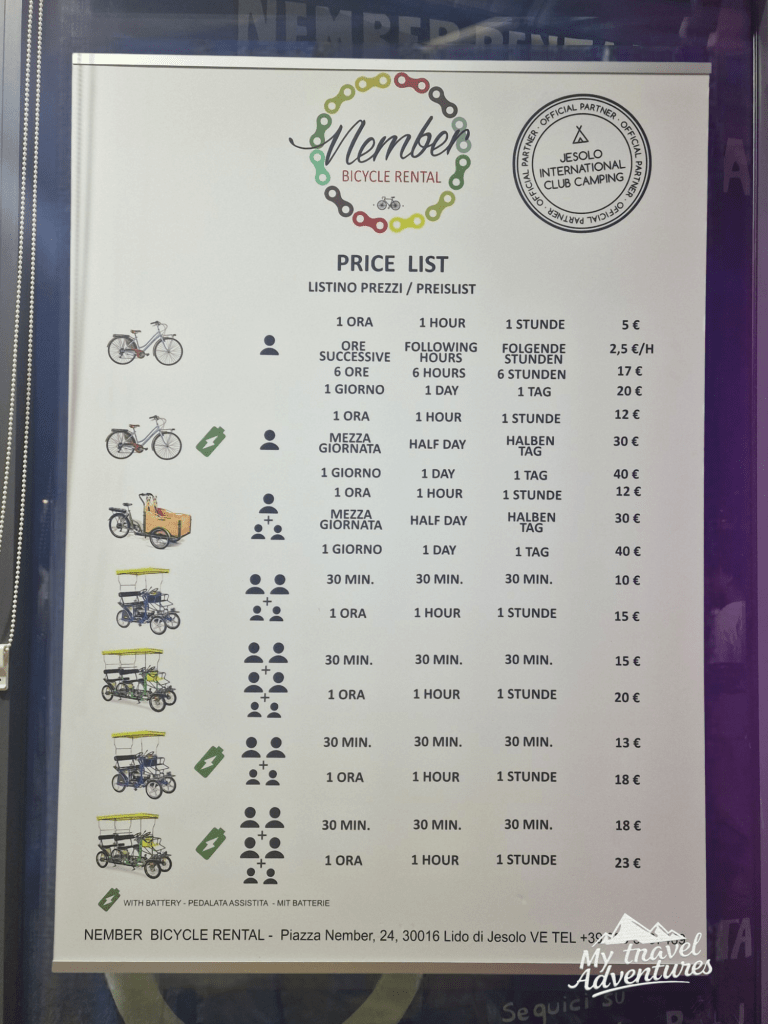 NEMBER RENTA
Nember
BICYCLE RENTAL
OFFICIAL PARTNER · OFFICIAL PARTNER · OFFICIAL PARTNER · OFFICIAL PARTNER ·
JESOLO
INTERNATIONAL
CLUB CAMPING
PRICE LIST
LISTINO PREZZI / PREISLIST
1 ORA 1 HOUR 1 STUNDE 5 €
ORE SUCCESSIVE FOLLOWING HOURS FOLGENDE STUNDEN 2,5 €/H
6 ORE 6 HOURS 6 STUNDEN 17 €
1 GIORNO 1 DAY 1 TAG 20 €
1 ORA 1 HOUR 1 STUNDE 12 €
MEZZA GIORNATA HALF DAY HALBEN TAG 30 €
1 GIORNO 1 DAY 1 TAG 40 €
1 ORA 1 HOUR 1 STUNDE 12 €
MEZZA GIORNATA HALF DAY HALBEN TAG 30 €
1 GIORNO 1 DAY 1 TAG 40 €
30 MIN. 30 MIN. 30 MIN. 10 €
1 ORA 1 HOUR 1 STUNDE 15 €
30 MIN. 30 MIN. 30 MIN. 15 €
1 ORA 1 HOUR 1 STUNDE 20 €
30 MIN. 30 MIN. 30 MIN. 13 €
1 ORA 1 HOUR 1 STUNDE 18 €
30 MIN. 30 MIN. 30 MIN. 18 €
1 ORA 1 HOUR 1 STUNDE 23 €
WITH BATTERY - PEDALATA ASSISTITA - MIT BATTERIE
NEMBER BICYCLE RENTAL - Piazza Nember, 24, 30016 Lido di Jesolo VE TEL
My travel
Adventures
Seguici su